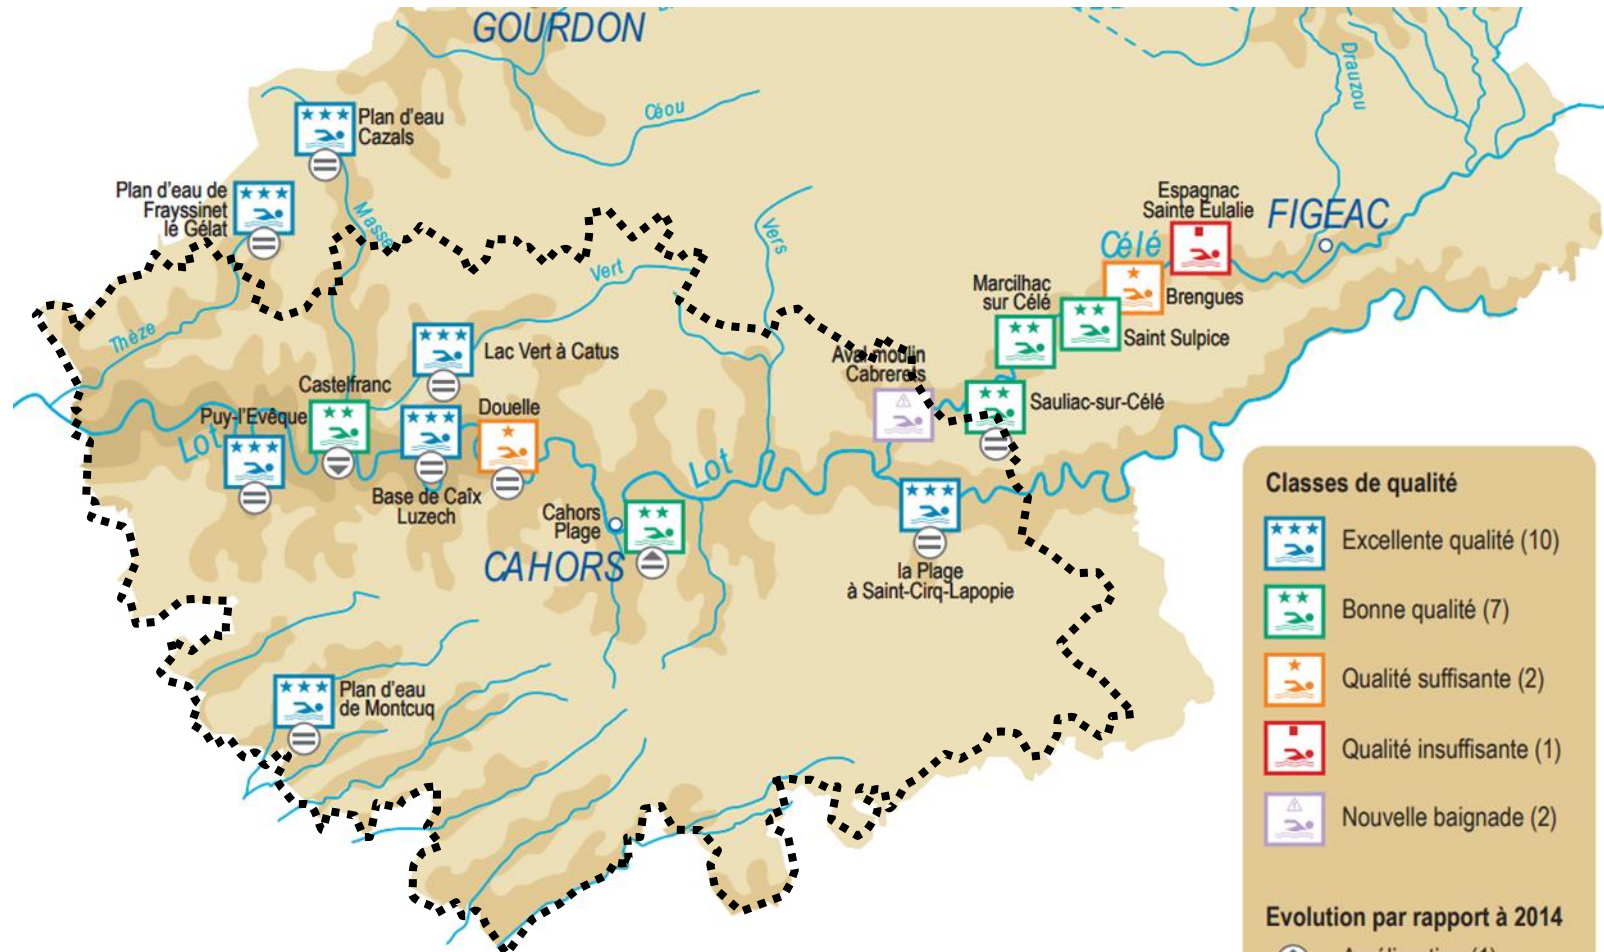 GOURDON
Céou
Drauzou
Plan d'eau
Cazals
Plan d'eau de
Frayssinet
le Gélat
Masse
Vers
Vert
Thèze
Espagnac
Sainte Eulalie
FIGEAC
Célé
Marcilhac
sur Célé
Brengues
Saint Sulpice
Lac Vert à Catus
Aval moulin
Cabrerets
Sauliac-sur-Célé
Castelfranc
Puy-l'Evêque
Douelle
Lot
Lot
Base de Caïx
Luzech
Cahors
Plage
CAHORS
la Plage
à Saint-Cirq-Lapopie
Plan d'eau
de Montcuq
Classes de qualité
Excellente qualité (10)
Bonne qualité (7)
Qualité suffisante (2)
Qualité insuffisante (1)
Nouvelle baignade (2)
Evolution par rapport à 2014